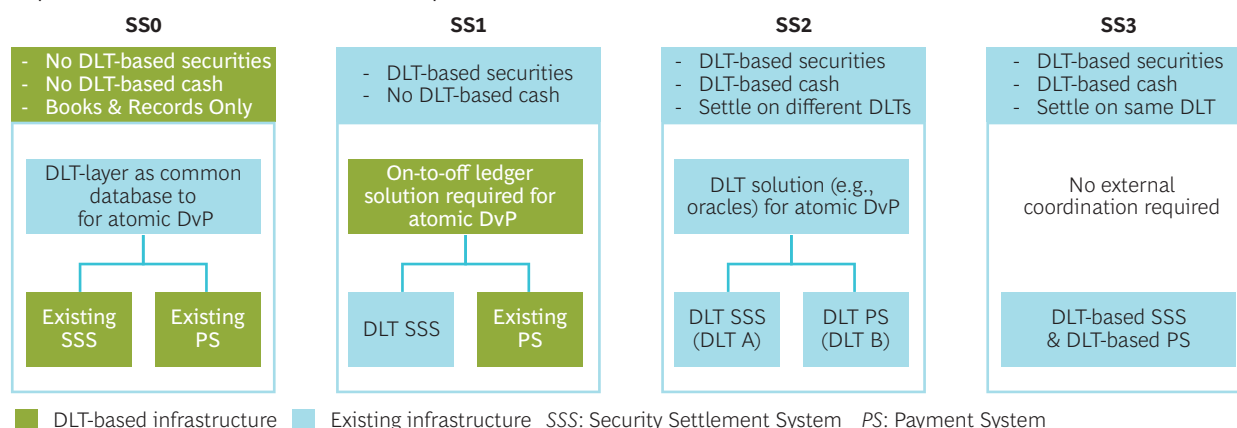 SS0
- No DLT-based securities
- No DLT-based cash
- Books & Records Only
DLT-layer as common
database to
for atomic DvP
Existing
SSS
Existing
PS
SS1
- DLT-based securities
- No DLT-based cash
On-to-off ledger
solution required for
atomic DvP
DLT SSS
Existing
PS
SS2
- DLT-based securities
- DLT-based cash
- Settle on different DLTs
DLT solution (e.g.,
oracles) for atomic DvP
DLT SSS
(DLT A)
DLT PS
(DLT B)
SS3
- DLT-based securities
- DLT-based cash
- Settle on same DLT
No external
coordination required
DLT-based SSS
& DLT-based PS
DLT-based infrastructure Existing infrastructure SSS: Security Settlement System PS: Payment System